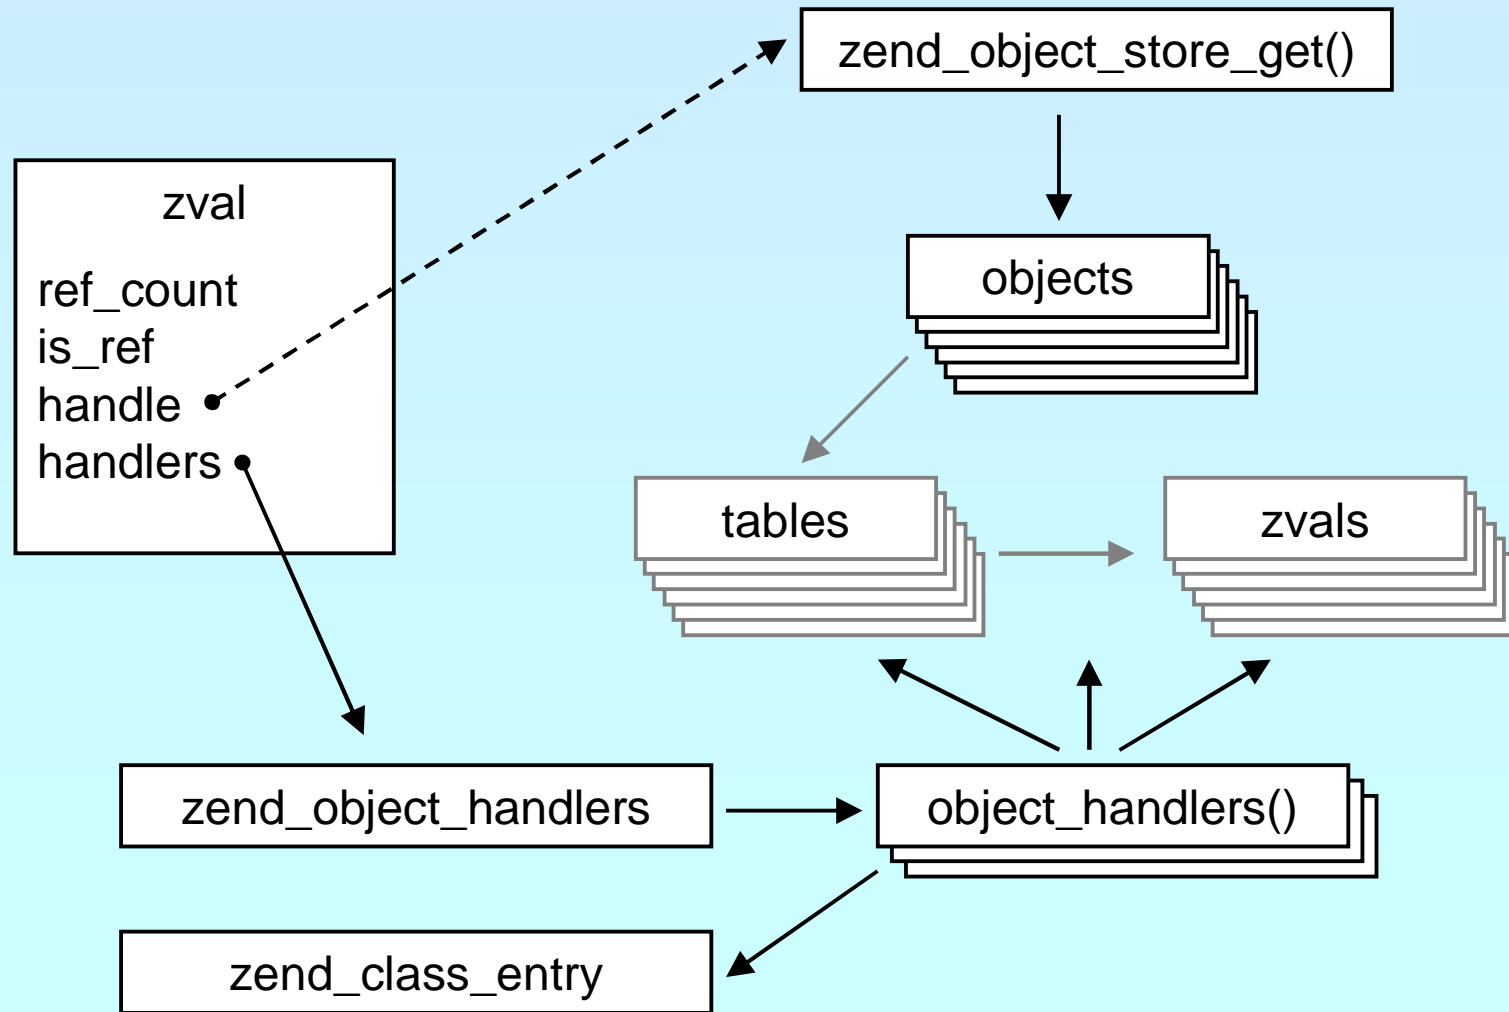 zend_object_store_get()
zval
ref_count
is_ref
handle
handlers
objects
tables
zvals
zend_object_handlers
object_handlers()
zend_class_entry